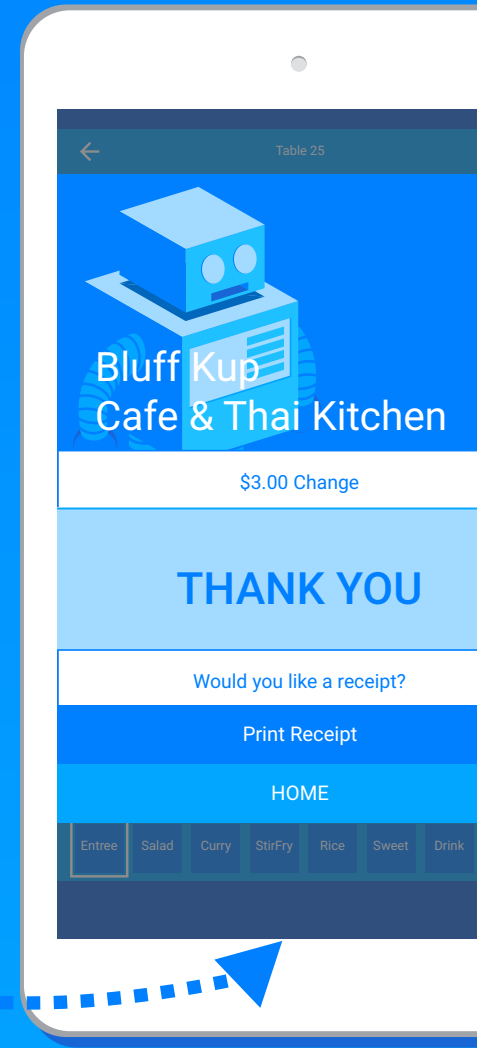 Table 25
Bluff Kup
Cafe & Thai Kitchen
$3.00 Change
THANK YOU
Would you like a receipt?
Print Receipt
HOME
Entree Salad Curry StirFry Rice Sweet Drink